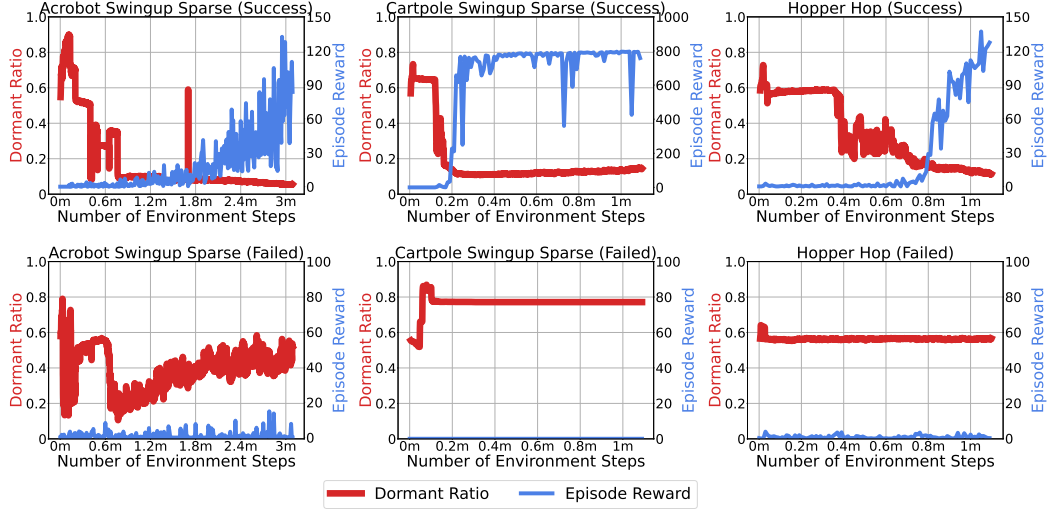 Acrobot Swingup Sparse (Success)
1.0
0.8
0.6
0.4
0.2
0
Dormant Ratio
150
120
90
60
30
0
Episode Reward
0m
0.6m
1.2m
1.8m
2.4m
3m
Number of Environment Steps
Cartpole Swingup Sparse (Success)
1.0
0.8
0.6
0.4
0.2
0
1000
800
600
400
200
0
0m
0.2m
0.4m
0.6m
0.8m
1m
Number of Environment Steps
Hopper Hop (Success)
1.0
0.8
0.6
0.4
0.2
0
Dormant Ratio
150
120
90
60
30
0
Episode Reward
0m
0.2m
0.4m
0.6m
0.8m
1m
Number of Environment Steps
Acrobot Swingup Sparse (Failed)
1.0
0.8
0.6
0.4
0.2
0
Dormant Ratio
100
80
60
40
20
0
Episode Reward
0m
0.6m
1.2m
1.8m
2.4m
3m
Number of Environment Steps
Cartpole Swingup Sparse (Failed)
1.0
0.8
0.6
0.4
0.2
0
Dormant Ratio
100
80
60
40
20
0
Episode Reward
0m
0.2m
0.4m
0.6m
0.8m
1m
Number of Environment Steps
Hopper Hop (Failed)
1.0
0.8
0.6
0.4
0.2
0
Dormant Ratio
100
80
60
40
20
0
Episode Reward
0m
0.2m
0.4m
0.6m
0.8m
1m
Number of Environment Steps
Dormant Ratio
Episode Reward